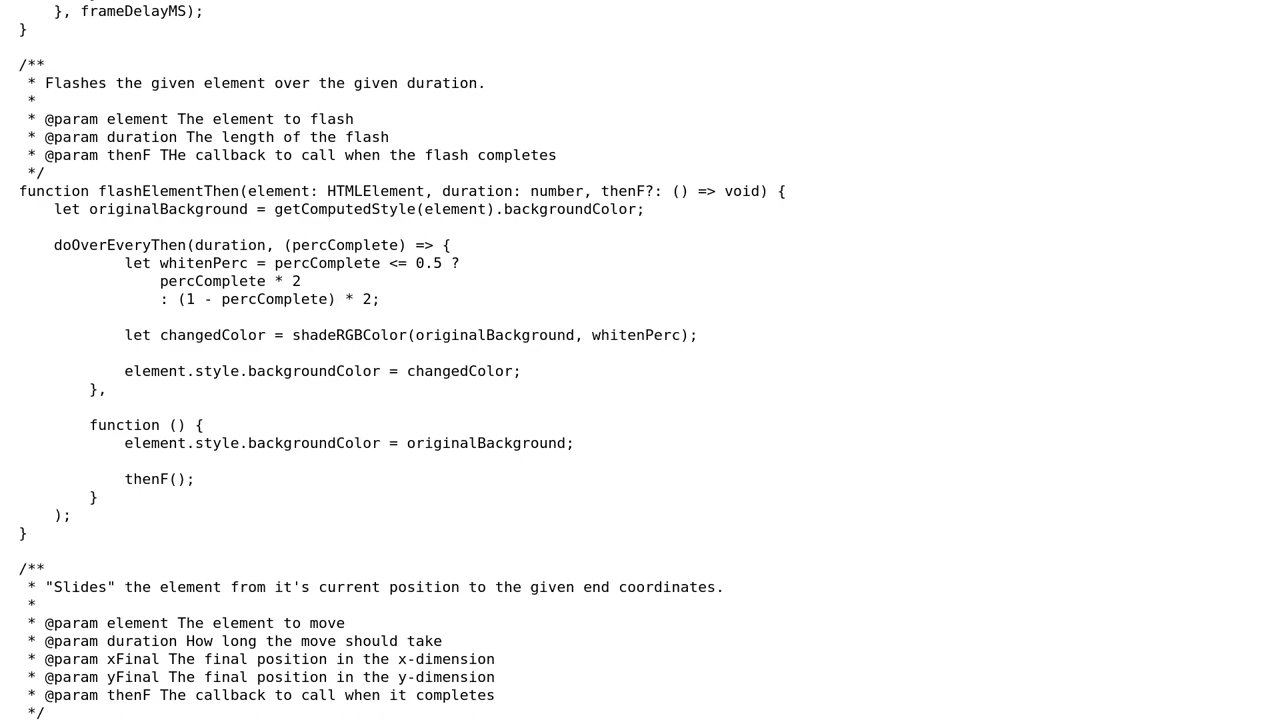 }, frameDelayMS);
}

/**
 * Flashes the given element over the given duration.
 *
 * @param element The element to flash
 * @param duration The length of the flash
 * @param thenF THe callback to call when the flash completes
 */
function flashElementThen(element: HTMLElement, duration: number, thenF?: () => void) {
    let originalBackground = getComputedStyle(element).backgroundColor;

    doOverEveryThen(duration, (percComplete) => {
            let whitenPerc = percComplete <= 0.5 ?
                percComplete * 2
                : (1 - percComplete) * 2;

            let changedColor = shadeRGBColor(originalBackground, whitenPerc);

            element.style.backgroundColor = changedColor;
        },

        function () {
            element.style.backgroundColor = originalBackground;

            thenF();
        }
    );
}

/**
 * "Slides" the element from it's current position to the given end coordinates.
 *
 * @param element The element to move
 * @param duration How long the move should take
 * @param xFinal The final position in the x-dimension
 * @param yFinal The final position in the y-dimension
 * @param thenF The callback to call when it completes
 */